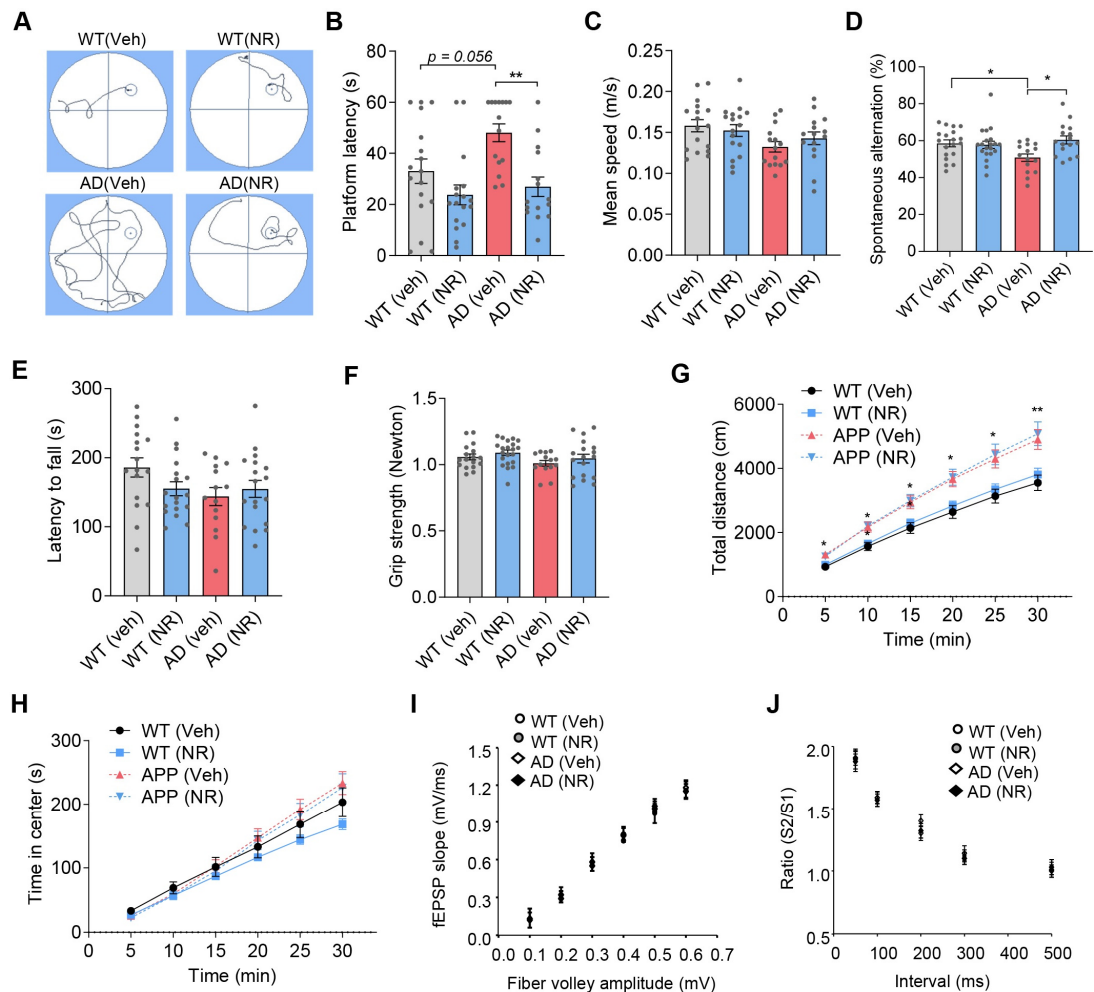 A
WT(Veh)
WT(NR)
AD(Veh)
AD(NR)
B
Platform latency (s)
80
60
40
20
0
p = 0.056
**
WT (veh)
WT (NR)
AD (veh)
AD (NR)
C
Mean speed (m/s)
0.25
0.20
0.15
0.10
0.05
0.00
WT (veh)
WT (NR)
AD (veh)
AD (NR)
D
Spontaneous alternation (%)
100
80
60
40
20
0
*
*
WT (Veh)
WT (NR)
AD (veh)
AD (NR)
E
Latency to fall (s)
300
200
100
0
WT (veh)
WT (NR)
AD (veh)
AD (NR)
F
Grip strength (Newton)
1.5
1.0
0.5
0.0
WT (veh)
WT (NR)
AD (veh)
AD (NR)
G
WT (Veh)
WT (NR)
APP (Veh)
APP (NR)
Total distance (cm)
6000
4000
2000
0
*
*
*
*
*
*
*
**
0 5 10 15 20 25 30
Time (min)
H
WT (Veh)
WT (NR)
APP (Veh)
APP (NR)
Time in center (s)
300
200
100
0
0 5 10 15 20 25 30
Time (min)
I
WT (Veh)
WT (NR)
AD (Veh)
AD (NR)
fEPSP slope (mV/ms)
1.5
1.2
0.9
0.6
0.3
0.0
0.0 0.1 0.2 0.3 0.4 0.5 0.6 0.7
Fiber volley amplitude (mV)
J
WT (Veh)
WT (NR)
AD (Veh)
AD (NR)
Ratio (S2/S1)
2.0
1.5
1.0
0.5
0 100 200 300 400 500
Interval (ms)